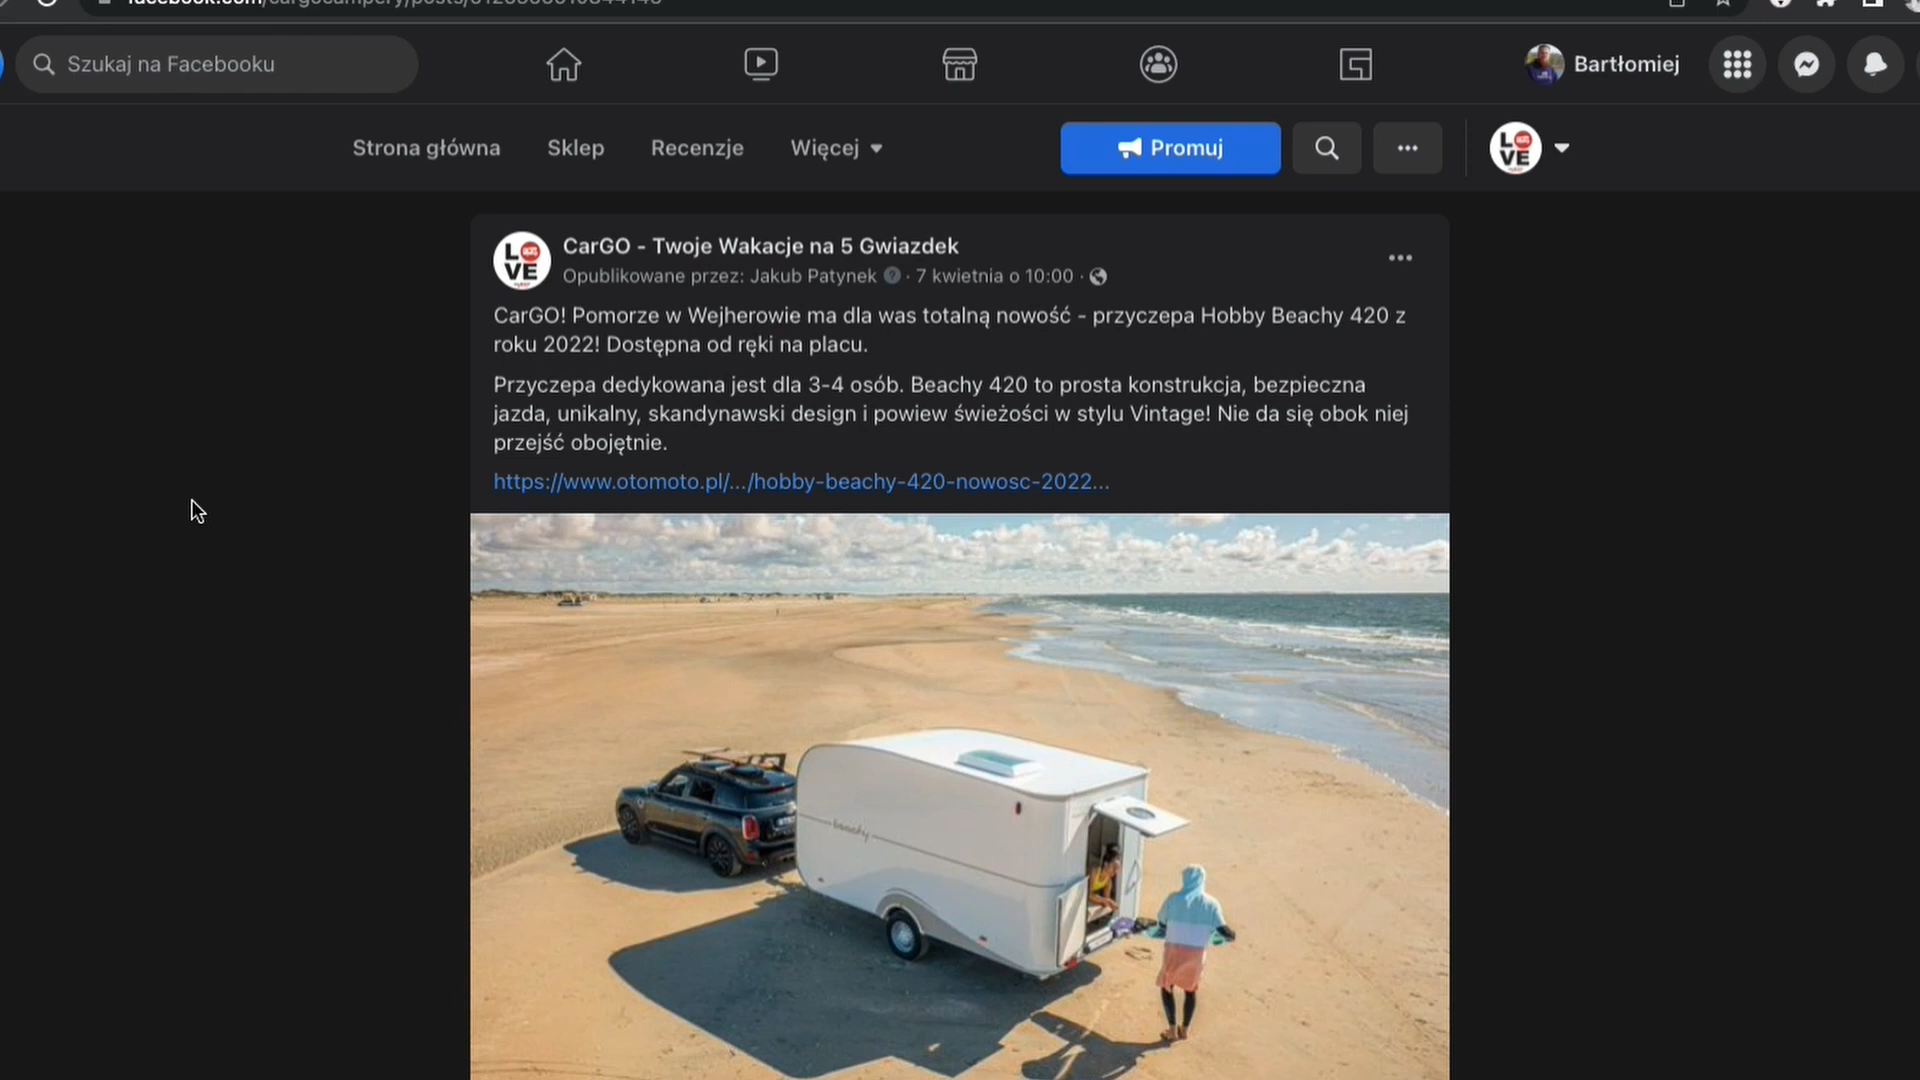 Szukaj na Facebooku
Bartłomiej
Strona główna
Sklep
Recenzje
Więcej
Promuj
LOVE
LOVE
CarGO - Twoje Wakacje na 5 Gwiazdek
Opublikowane przez: Jakub Patynek · 7 kwietnia o 10:00 ·
CarGO! Pomorze w Wejherowie ma dla was totalną nowość - przyczepa Hobby Beachy 420 z
roku 2022! Dostępna od ręki na placu.
Przyczepa dedykowana jest dla 3-4 osób. Beachy 420 to prosta konstrukcja, bezpieczna
jazda, unikalny, skandynawski design i powiew świeżości w stylu Vintage! Nie da się obok niej
przejść obojętnie.
https://www.otomoto.pl/.../hobby-beachy-420-nowosc-2022...
beachy